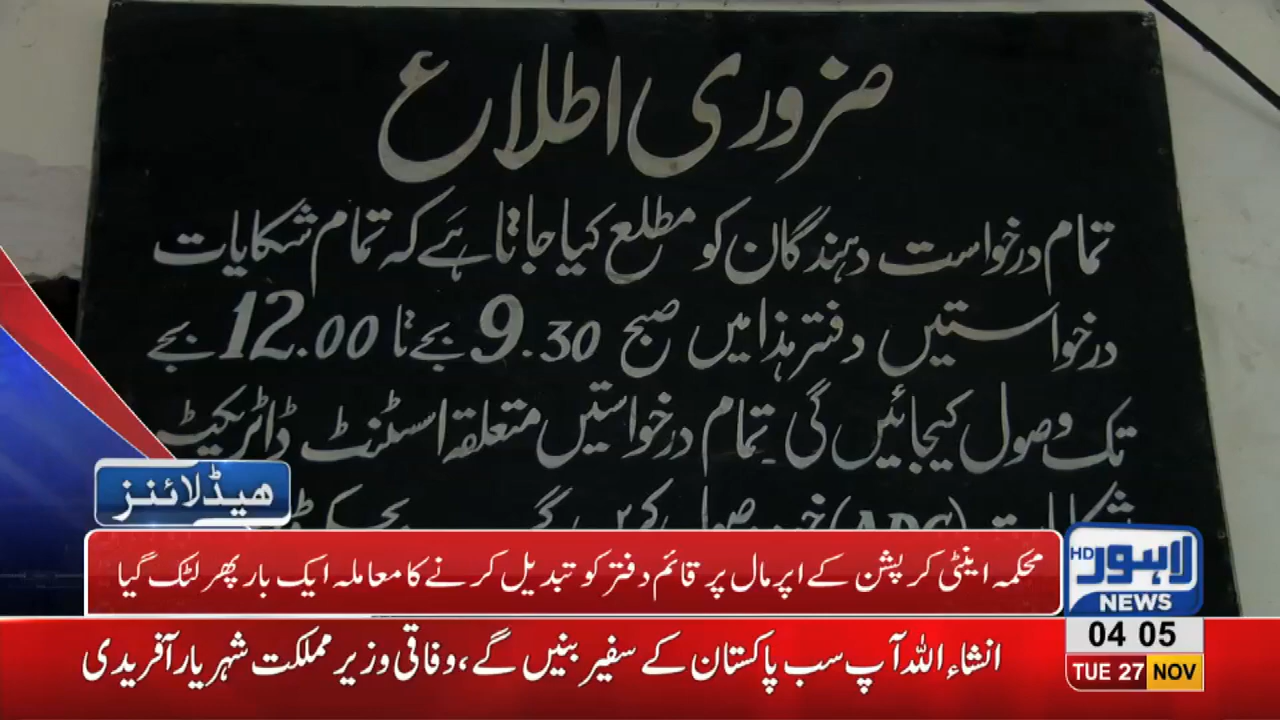 ضروری اطلاع
تمام درخواست دہندگان کو مطلع کیا جاتا ہے کہ تمام شکایات
درخواستیں دفتر ہذا میں صبح 9.30 بجے تا 12.00 بجے
تک وصول کیجائیں گی۔ تمام درخواستیں متعلقہ اسسٹنٹ ڈائریکٹر
ھیڈلائنز
محکمہ اینٹی کرپشن کے اپر مال پر قائم دفتر کو تبدیل کرنے کا معاملہ ایک بار پھر لٹک گیا
HD لاہور
NEWS
انشاء اللہ آپ سب پاکستان کے سفیر بنیں گے، وفاقی وزیر مملکت شہریار آفریدی
04 05
TUE 27 NOV